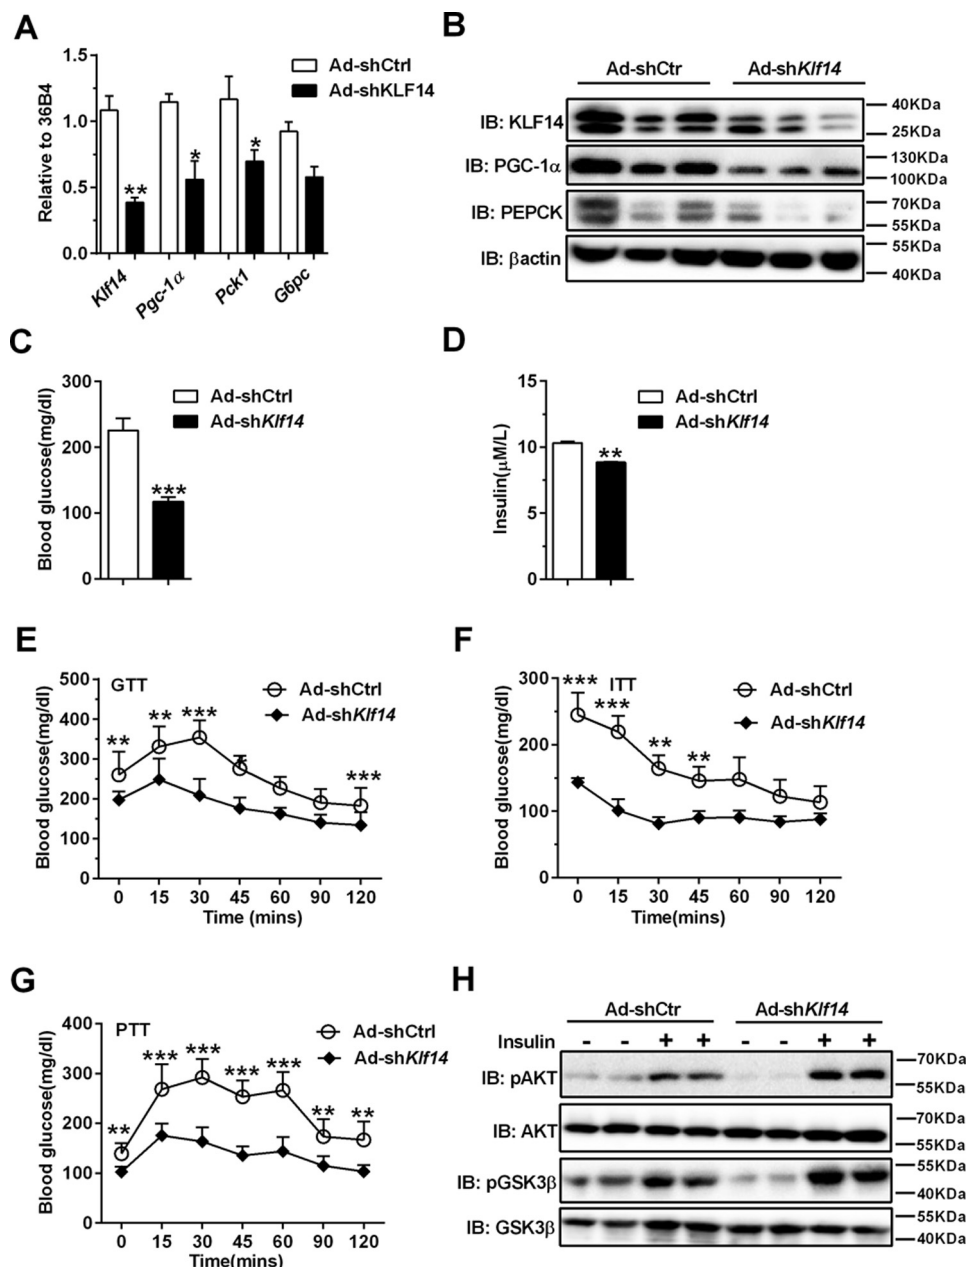 A
Ad-shCtrl
Ad-shKLF14
Relative to 36B4
1.5
1.0
0.5
0.0
** * *
Klf14 Pgc-1α Pck1 G6pc
B
Ad-shCtr Ad-shKlf14
IB: KLF14
40KDa
25KDa
IB: PGC-1α
130KDa
100KDa
IB: PEPCK
70KDa
55KDa
IB: βactin
55KDa
40KDa
C
Ad-shCtrl
Ad-shKlf14
Blood glucose(mg/dl)
300
200
100
0
***
D
Ad-shCtrl
Ad-shKlf14
Insulin(μM/L)
15
10
5
0
**
E
GTT
Ad-shCtrl
Ad-shKlf14
Blood glucose(mg/dl)
500
400
300
200
100
0
** ** *** ***
0 15 30 45 60 90 120
Time (mins)
F
ITT
Ad-shCtrl
Ad-shKlf14
Blood glucose(mg/dl)
300
200
100
0
*** *** ** **
0 15 30 45 60 90 120
Time(mins)
G
PTT
Ad-shCtrl
Ad-shKlf14
Blood glucose(mg/dl)
400
300
200
100
0
** *** *** *** *** ** **
0 15 30 45 60 90 120
Time(mins)
H
Ad-shCtr Ad-shKlf14
Insulin - - + + - - + +
IB: pAKT
70KDa
55KDa
IB: AKT
70KDa
55KDa
IB: pGSK3β
55KDa
40KDa
IB: GSK3β
55KDa
40KDa